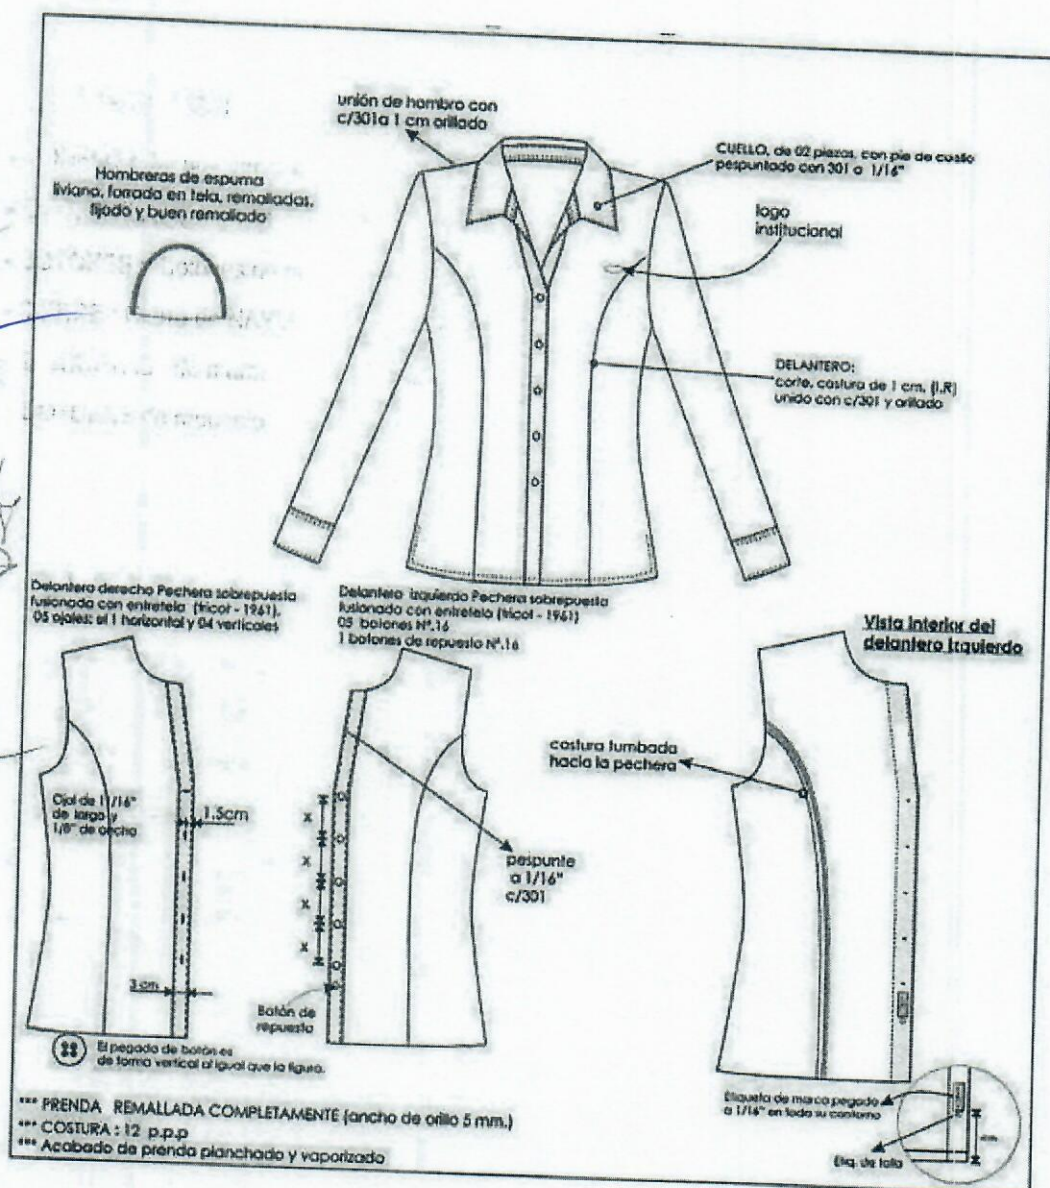 unión de hombro con
c/301a 1 cm orillado
CUELLO, de 02 piezas, con pie de cuello
pespuntado con 301 a 1/16"
Hombreras de espuma
liviana, forrada en tela, remalladas,
fijado y buen remallado
logo
institucional
DELANTERO:
corte, costura de 1 cm. (I.R)
unido con c/301 y orillado
Delantero derecho Pechera sobrepuesta
fusionada con entretela (tricot - 1961),
05 ojales: el 1 horizontal y 04 verticales
Delantero izquierdo Pechera sobrepuesta
fusionada con entretela (tricot - 1961)
05 botones Nº.16
1 botones de repuesto Nº.16
Vista interior del
delantero izquierdo
costura tumbada
hacia la pechera
Ojal de 11/16"
de largo y
1/8" de ancho
1.5cm
X
X
X
X
pespunte
a 1/16"
c/301
3 cm
Botón de
repuesto
El pegado de botón es
de forma vertical al igual que la figura.
Etiqueta de marca pegado
a 1/16" en todo su contorno
Etiq. de talla
*** PRENDA REMALLADA COMPLETAMENTE (ancho de orillo 5 mm.)
*** COSTURA : 12 p.p.p
*** Acabado de prenda planchado y vaporizado